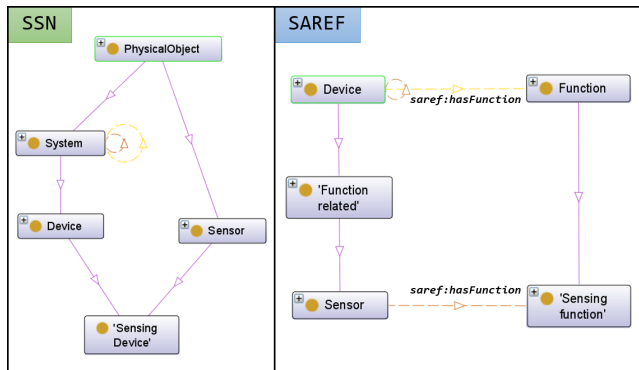 SSN
PhysicalObject
System
Device
Sensor
'Sensing
Device'
SAREF
Device
Function
saref:hasFunction
'Function
related'
saref:hasFunction
Sensor
'Sensing
function'